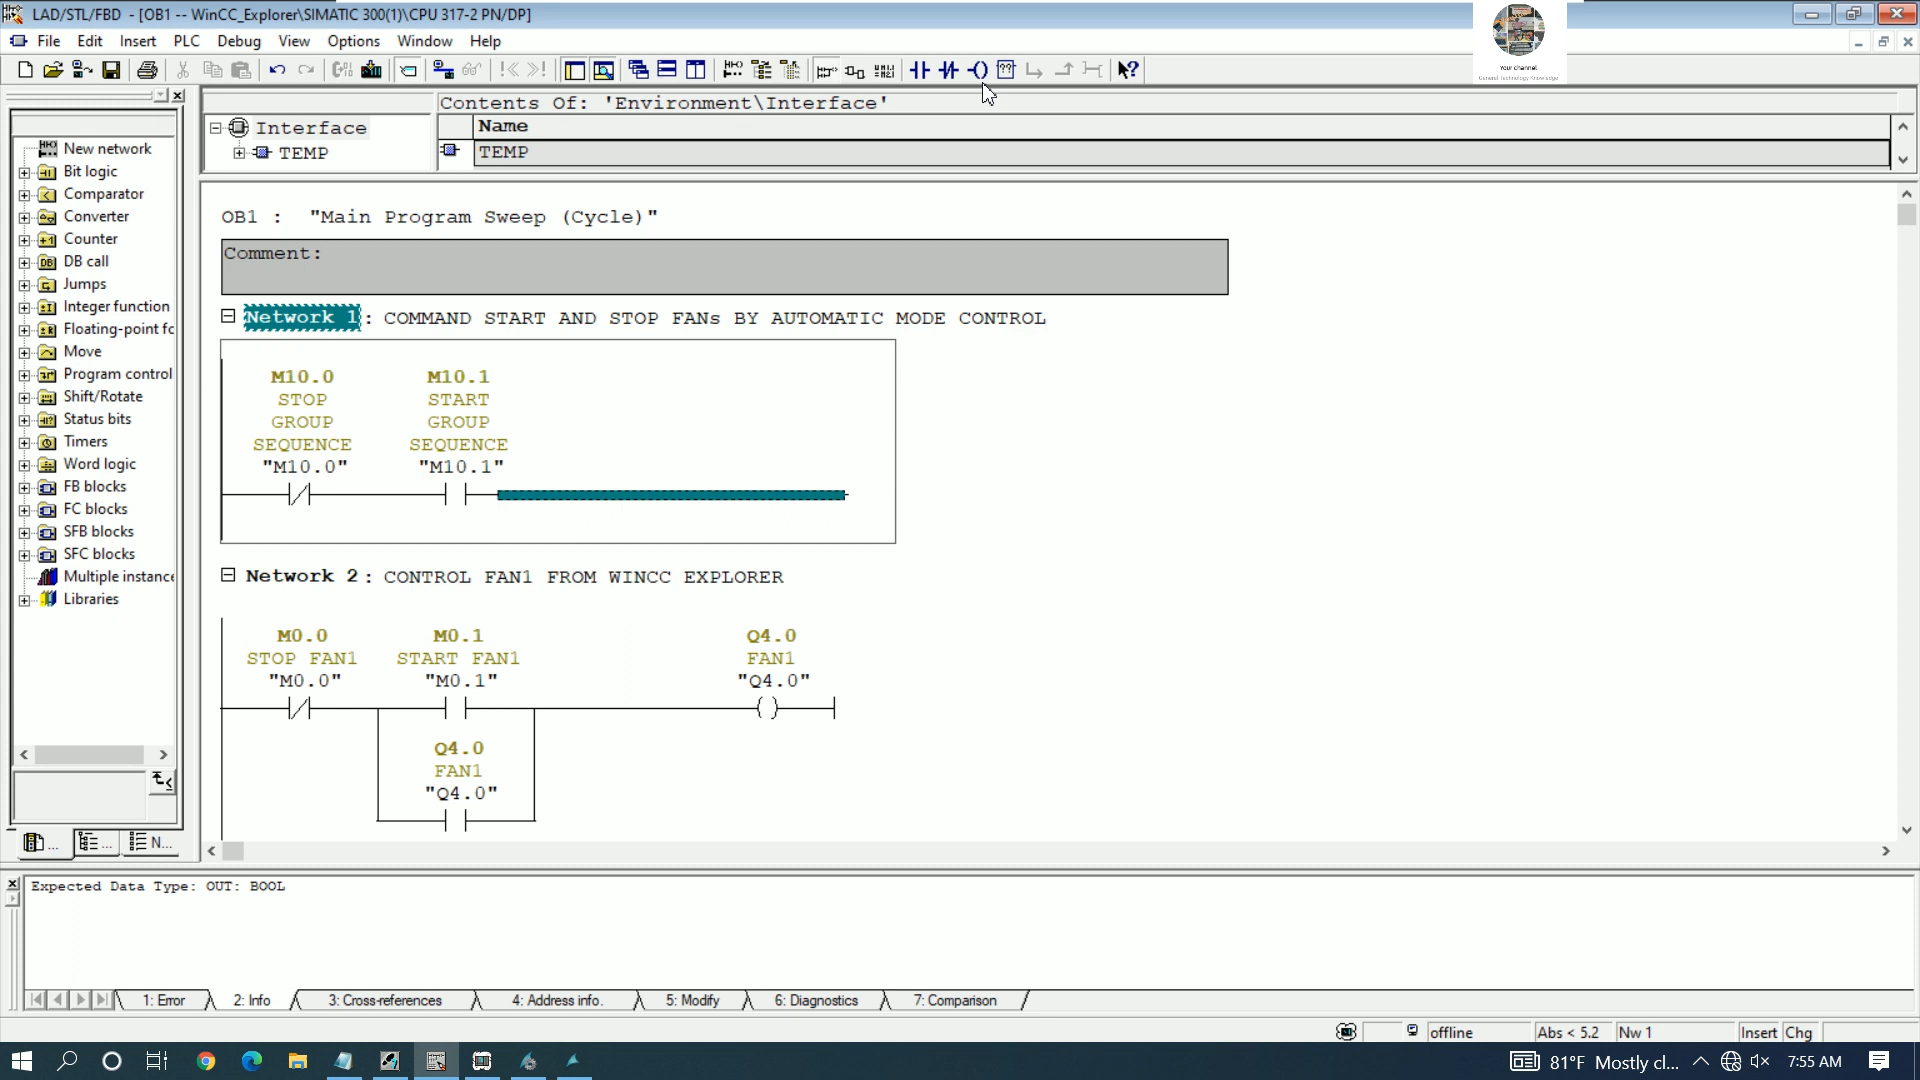 LAD/STL/FBD  - [OB1 -- WinCC_Explorer\SIMATIC 300(1)\CPU 317-2 PN/DP]
File Edit Insert PLC Debug View Options Window Help
Your channel
General Technology Knowledge
Contents Of: 'Environment\Interface'
Interface
TEMP
Name
TEMP
New network
Bit logic
Comparator
Converter
Counter
DB call
Jumps
Integer function
Floating-point fc
Move
Program control
Shift/Rotate
Status bits
Timers
Word logic
FB blocks
FC blocks
SFB blocks
SFC blocks
Multiple instance
Libraries
N...
OB1 : "Main Program Sweep (Cycle)"
Comment:
Network 1: COMMAND START AND STOP FANs BY AUTOMATIC MODE CONTROL
M10.0 M10.1
STOP START
GROUP GROUP
SEQUENCE SEQUENCE
"M10.0" "M10.1"
Network 2: CONTROL FAN1 FROM WINCC EXPLORER
M0.0 M0.1 Q4.0
STOP FAN1 START FAN1 FAN1
"M0.0" "M0.1" "Q4.0"
Q4.0
FAN1
"Q4.0"
Expected Data Type: OUT: BOOL
1: Error 2: Info 3: Cross-references 4: Address info. 5: Modify 6: Diagnostics 7: Comparison
offline Abs < 5.2 Nw 1 Insert Chg
81°F Mostly cl... 7:55 AM